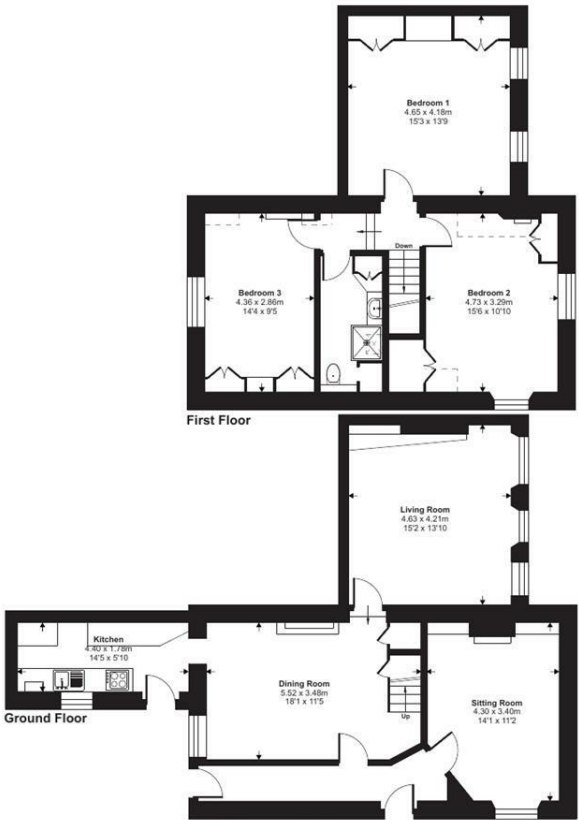 Bedroom 1
4.65 x 4.18m
15'3 x 13'9
Down
Bedroom 3
4.36 x 2.86m
14'4 x 9'5
Bedroom 2
4.73 x 3.29m
15'6 x 10'10
First Floor
Living Room
4.63 x 4.21m
15'2 x 13'10
Kitchen
4.40 x 1.78m
14'5 x 5'10
Dining Room
5.52 x 3.48m
18'1 x 11'5
Sitting Room
4.30 x 3.40m
14'1 x 11'2
Up
Ground Floor